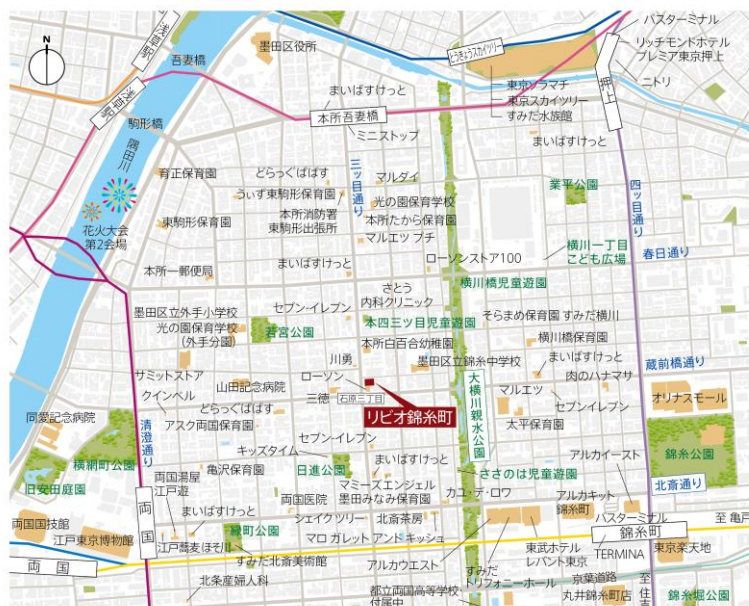 N
浅草駅
浅草駅
吾妻橋
墨田区役所
とうきょうスカイツリー
押上
バスターミナル
リッチモンドホテル
プレミア東京押上
ニトリ
まいばすけっと
本所吾妻橋
東京ソラマチ
東京スカイツリー
すみだ水族館
駒形橋
隅田川
ミニストップ
まいばすけっと
三ッ目通り
四ッ目通り
育正保育園
どらっぐぱぱす
マルダイ
うぃず東駒形保育園
光の園保育学校
業平公園
花火大会
第2会場
東駒形保育園
本所消防署
東駒形出張所
本所たから保育園
マルエツ プチ
横川一丁目
こども広場
春日通り
本所一郵便局
まいばすけっと
ローソンストア100
さとう
内科クリニック
横川橋児童遊園
墨田区立外手小学校
セブン-イレブン
光の園保育学校
(外手分園)
若宮公園
本四三ツ目児童遊園
そらまめ保育園 すみだ横川
本所白百合幼稚園
横川橋保育園
川勇
墨田区立錦糸中学校
まいばすけっと
蔵前橋通り
サミットストア
クインベル
山田記念病院
ローソン
大横川親水公園
マルエツ
肉のハナマサ
三徳
石原三丁目
リビオ錦糸町
セブンイレブン
オリナスモール
同愛記念病院
どらっぐぱぱす
アスク両国保育園
太平保育園
清澄通り
セブンイレブン
キッズタイム
アルカイースト
錦糸公園
横網町公園
旧安田庭園
両国湯屋
江戸遊
亀沢保育園
日進公園
まいばすけっと
ささのは児童遊園
北斎通り
マミーズエンジェル
墨田みなみ保育園
カユ・テ・ロワ
アルカキット
錦糸町
両国
まいばすけっと
両国医院
シェイクツリー
北斎茶房
バスターミナル
至 亀戸
両国国技館
江戸東京博物館
緑町公園
マロ ガレット アンド キッシュ
錦糸町
江戸蕎麦 ほそ川
すみだ北斎美術館
東武ホテル
レバント東京
TERMINA
東京楽天地
両国
アルカウエスト
すみだ
トリフォニーホール
京葉道路
丸井錦糸町店
至住吉
北条産婦人科
都立両国高等学校
付属中
錦糸堀公園